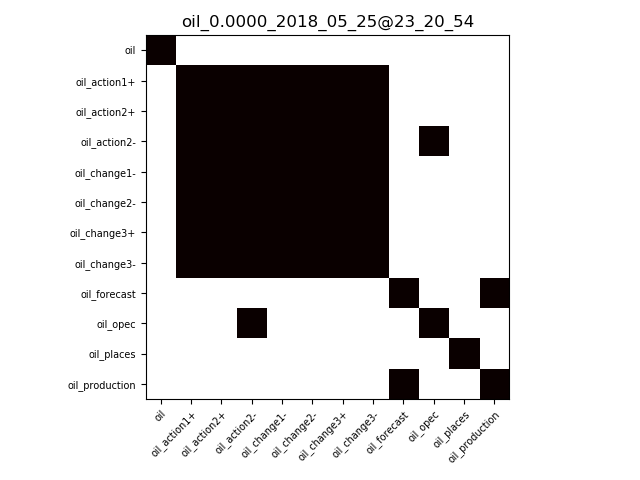 oil_0.0000_2018_05_25@23_20_54
oil
oil_action1+
oil_action2+
oil_action2-
oil_change1-
oil_change2-
oil_change3+
oil_change3-
oil_forecast
oil_opec
oil_places
oil_production
oil
oil_action1+
oil_action2+
oil_action2-
oil_change1-
oil_change2-
oil_change3+
oil_change3-
oil_forecast
oil_opec
oil_places
oil_production